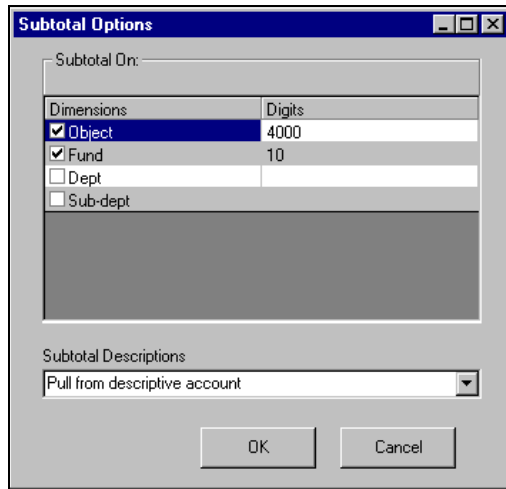 Subtotal Options
Subtotal On:
Dimensions Digits
Object 4000
Fund 10
Dept
Sub-dept
Subtotal Descriptions
Pull from descriptive account
OK Cancel